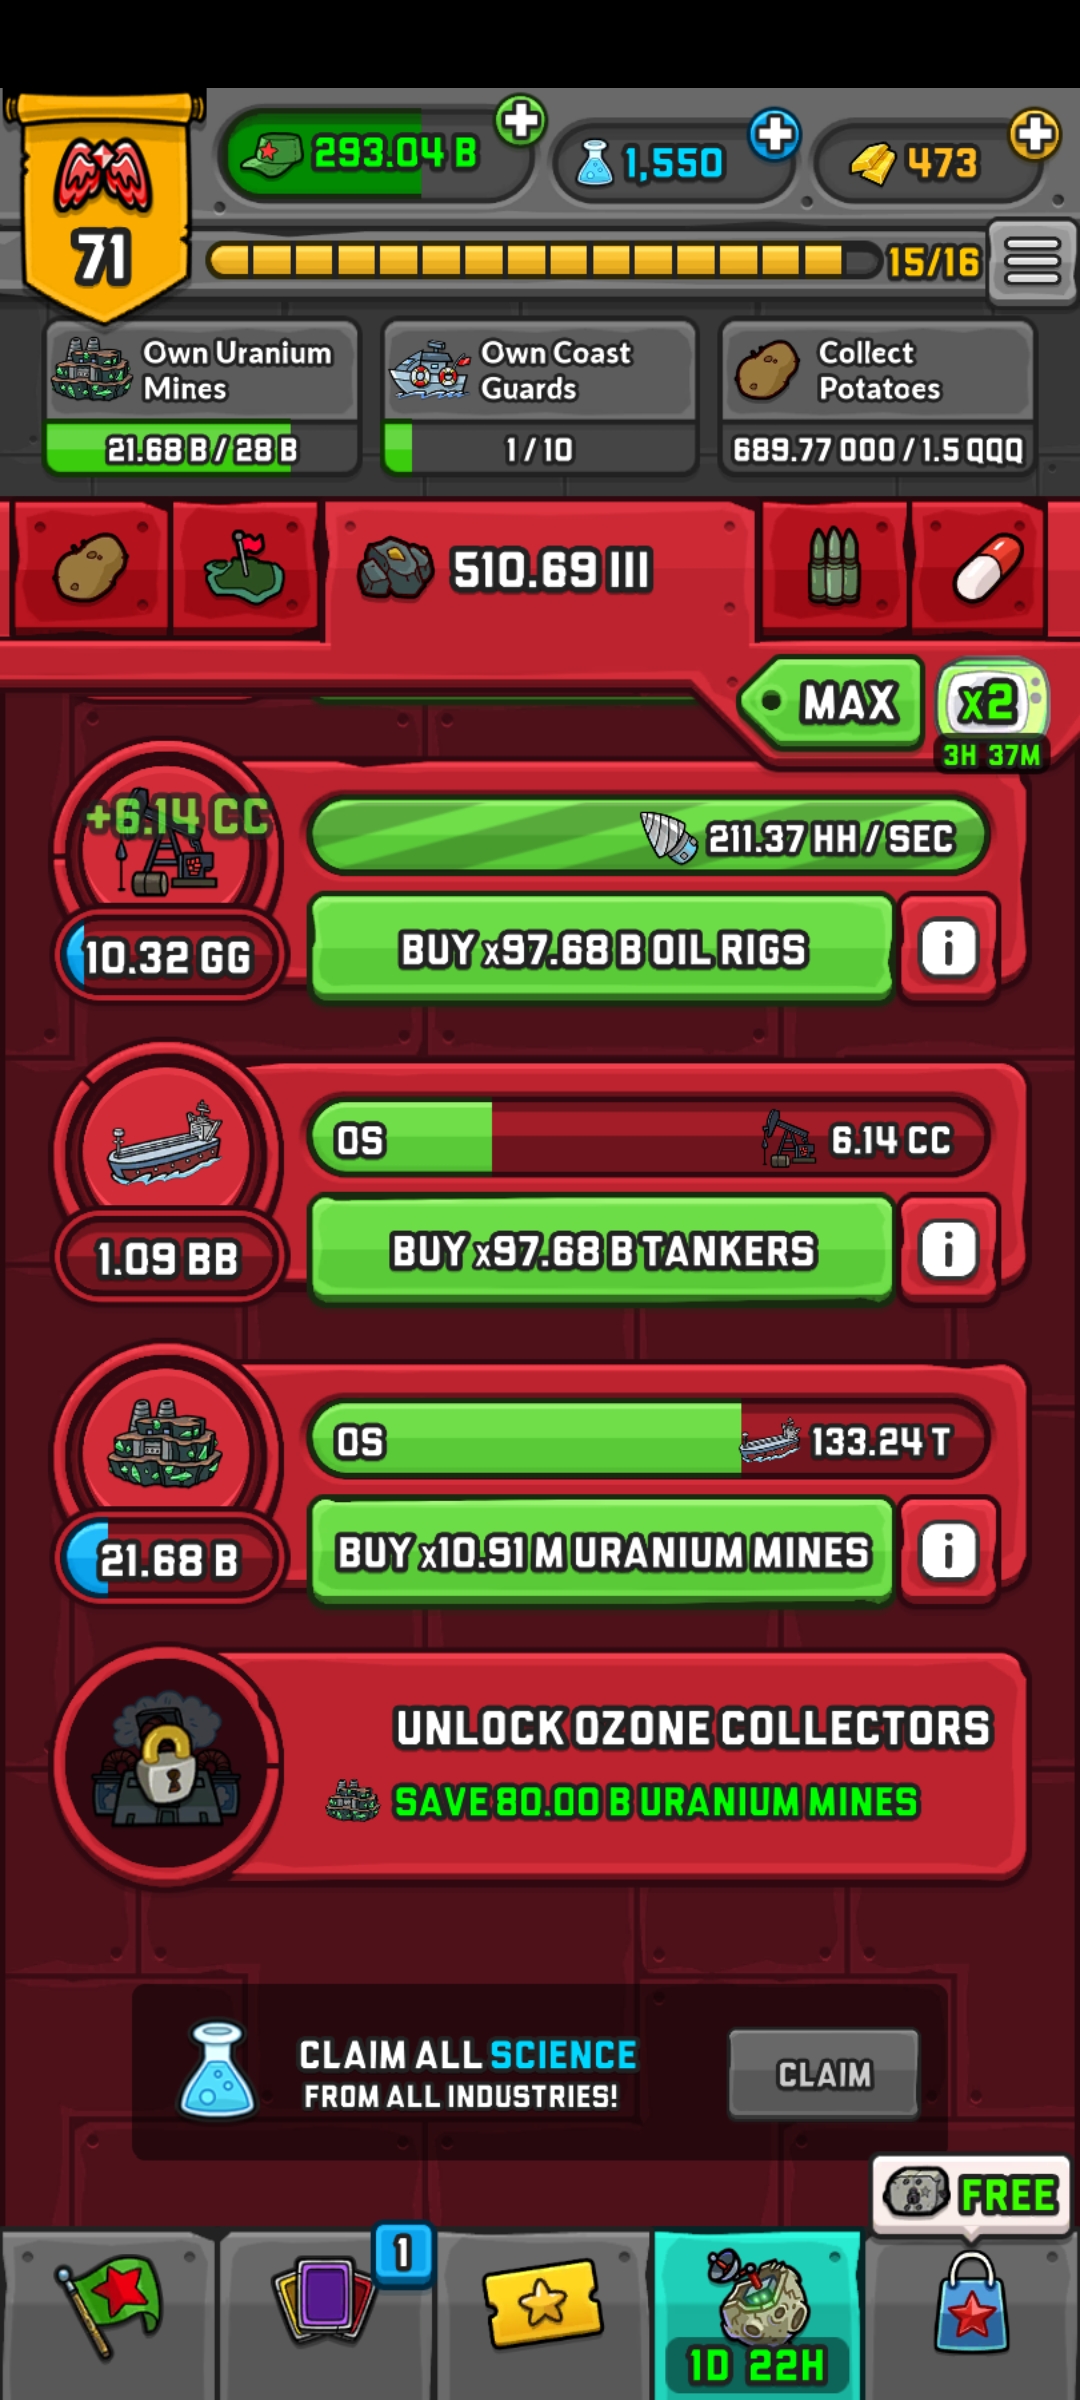 293.04 B
1,550
473
71
15/16
Own Uranium
Mines
21.68 B / 28 B
Own Coast
Guards
1 / 10
Collect
Potatoes
689.77 OOO / 1.5 QQQ
510.69 III
MAX
x2
3H 37M
+6.14 CC
211.37 HH / SEC
10.32 GG
BUY x97.68 B OIL RIGS
i
0S
6.14 CC
1.09 BB
BUY x97.68 B TANKERS
i
0S
133.24 T
21.68 B
BUY x10.91 M URANIUM MINES
i
UNLOCK OZONE COLLECTORS
SAVE 80.00 B URANIUM MINES
CLAIM ALL SCIENCE
FROM ALL INDUSTRIES!
CLAIM
FREE
1
1D 22H